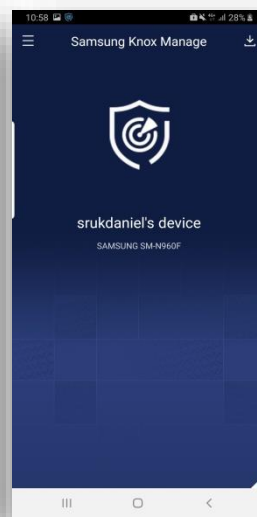 10:58 28%
Samsung Knox Manage
srukdaniel's device
SAMSUNG SM-N960F